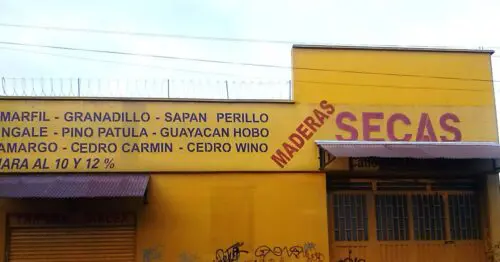 MARFIL - GRANADILLO - SAPAN PERILLO
NGALE - PINO PATULA - GUAYACAN HOBO
AMARGO - CEDRO CARMIN - CEDRO WINO
ARA AL 10 Y 12 %
MADERAS
SECAS